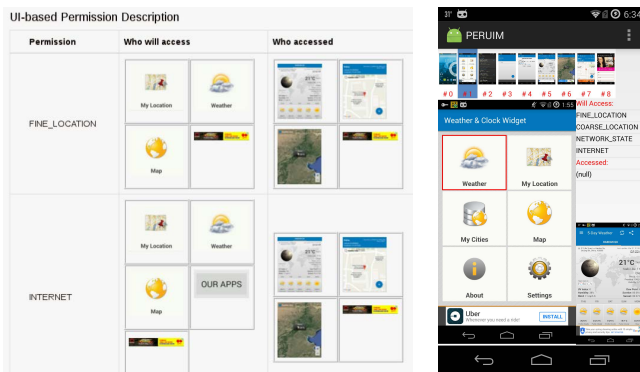 UI-based Permission Description
Permission Who will access Who accessed
FINE_LOCATION
My Location Weather
Map
INTERNET
My Location Weather
OUR APPS
Map
31° 6:34
PERUIM
# 0 # 1 # 2 # 3 # 4 # 5 # 6 # 7 # 8
1:55
Weather & Clock Widget
Weather My Location
My Cities Map
About Settings
Uber
Whenever you need a ride!
INSTALL
Will Access:
FINE_LOCATION
COARSE_LOCATION
NETWORK_STATE
INTERNET
Accessed:
(null)
21°C